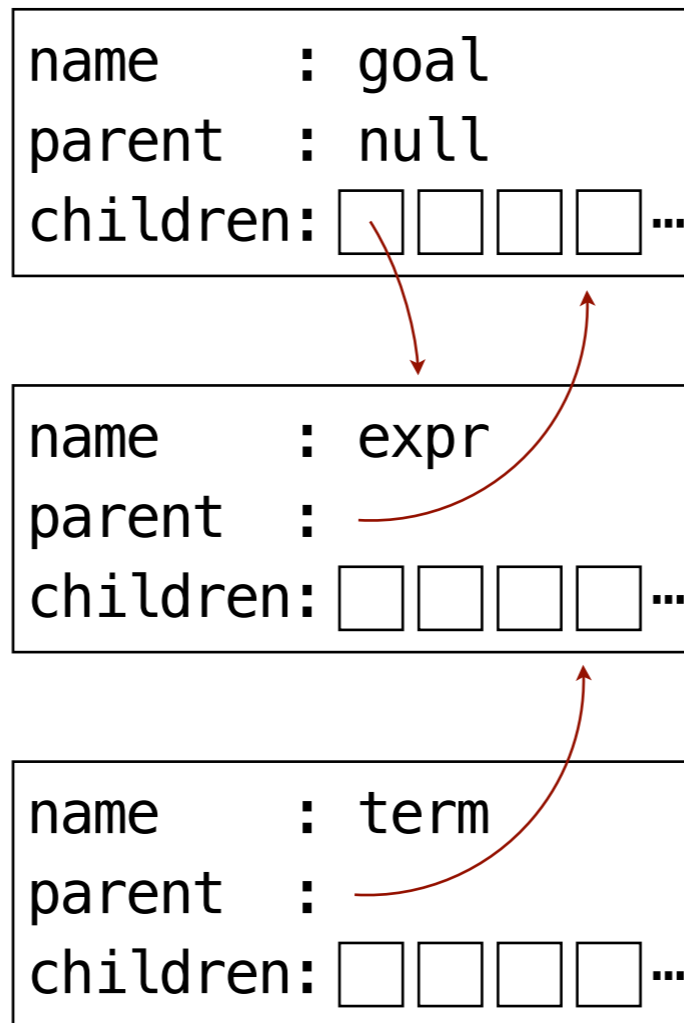 name : goal
parent : null
children: …
name : expr
parent :
children: …
name : term
parent :
children: …